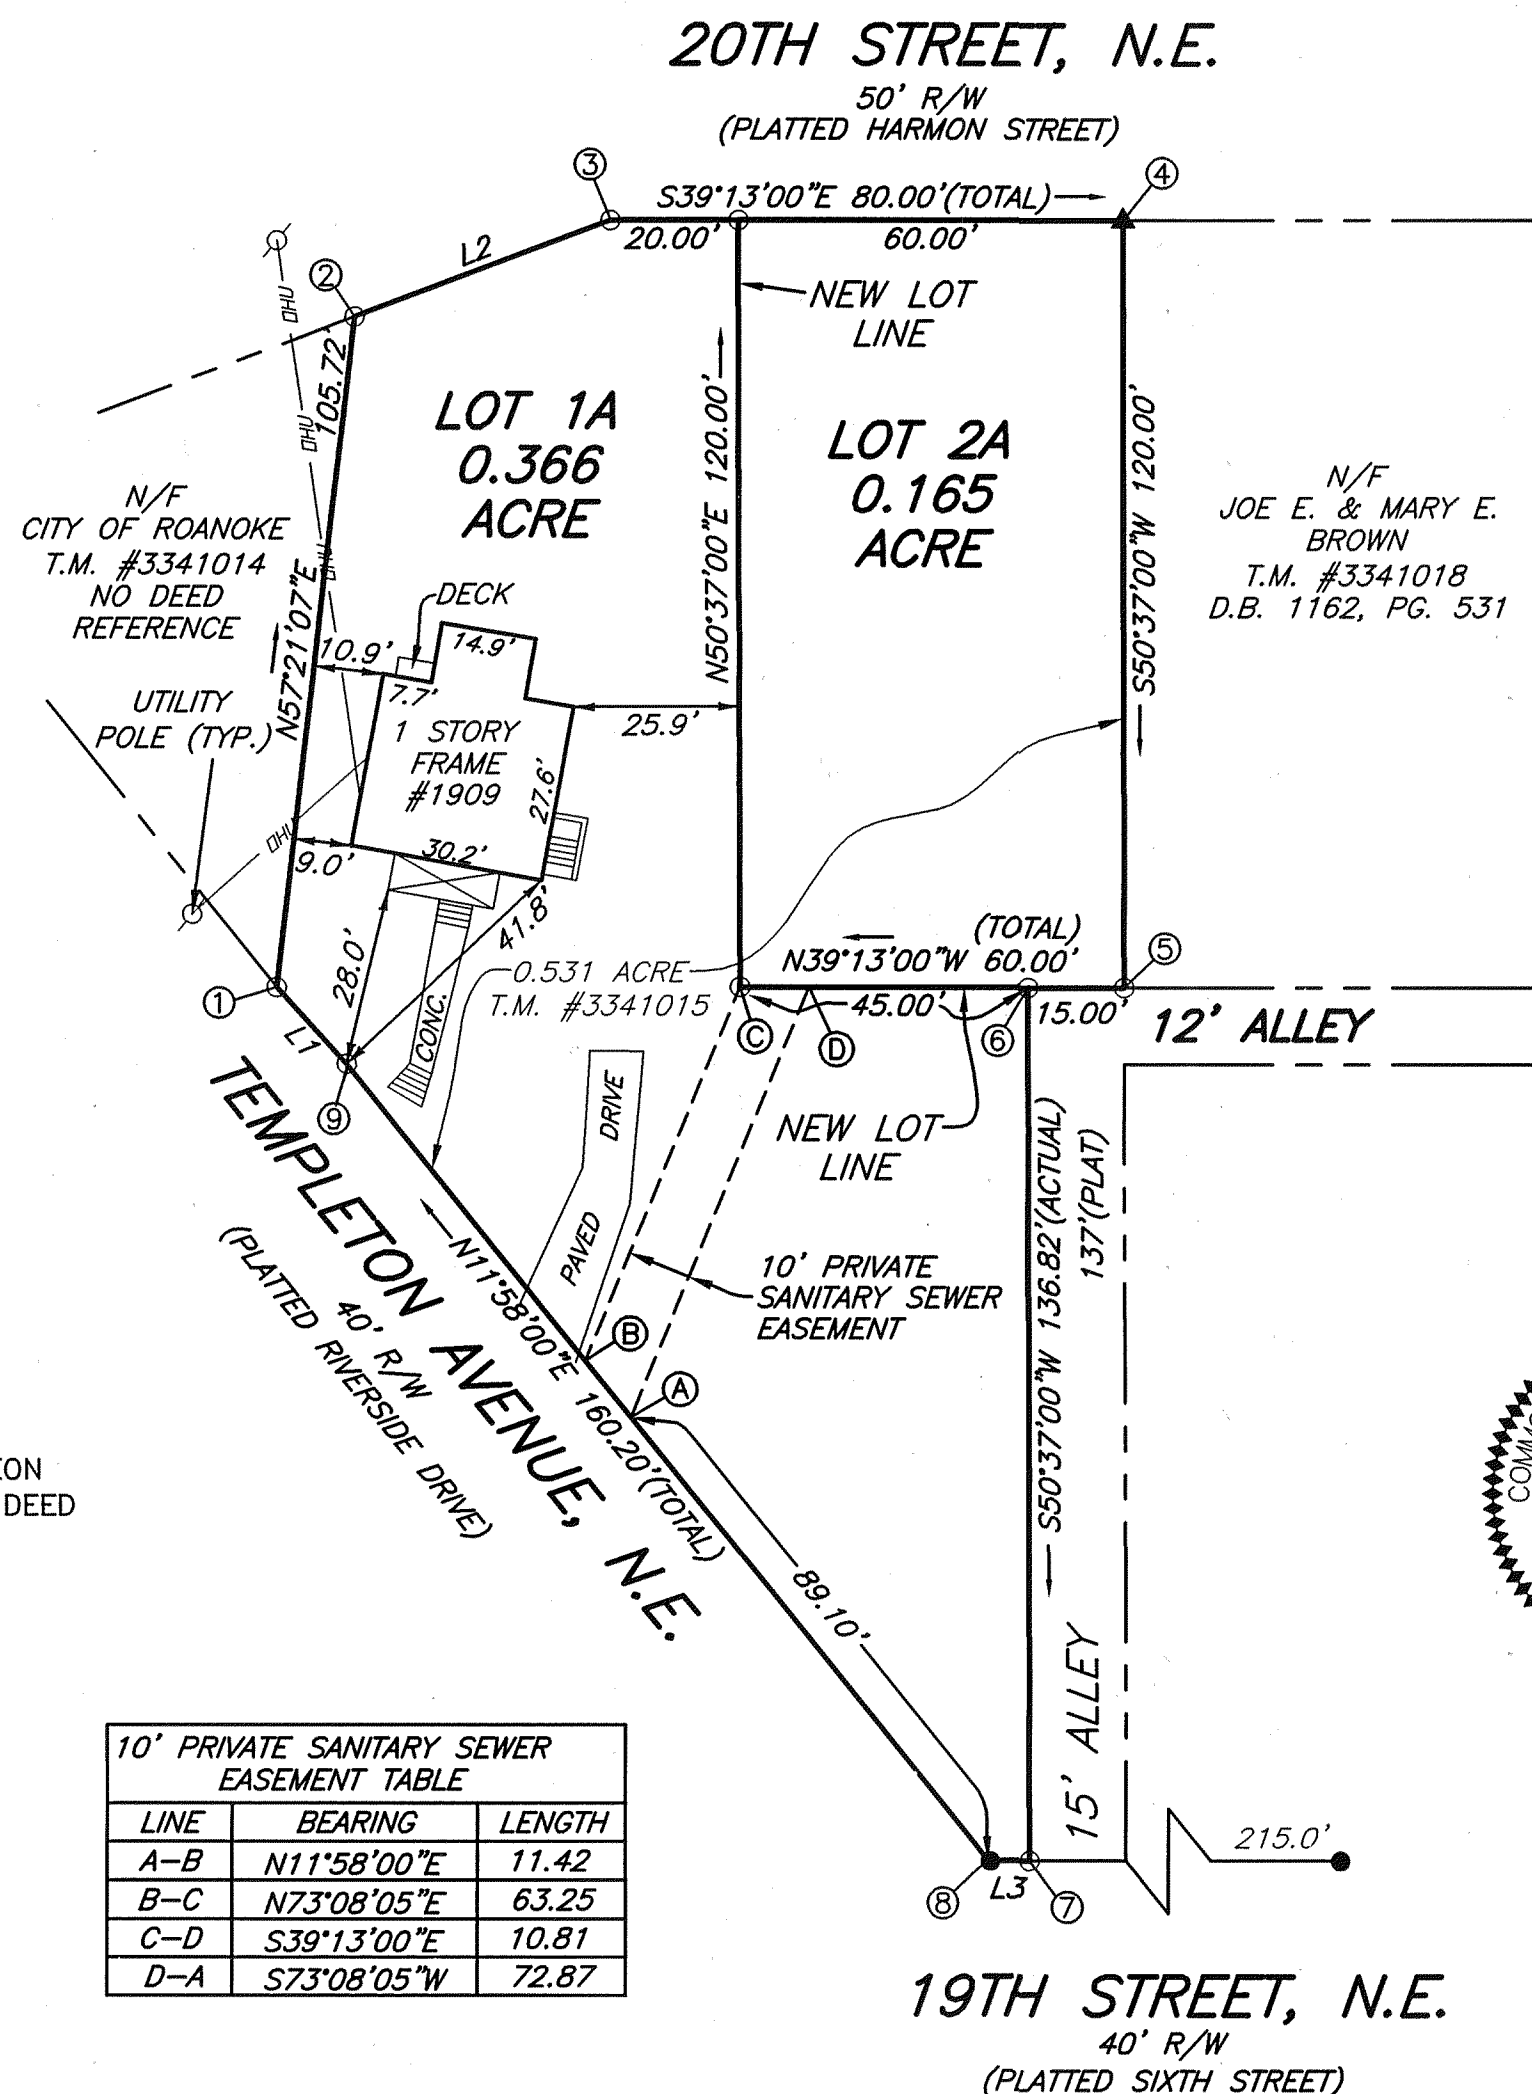 20TH STREET, N.E.
50' R/W
(PLATTED HARMON STREET)
3
4
S39°13'00"E 80.00'(TOTAL)
20.00'
60.00'
L2
2
OHU
NEW LOT
LINE
105.72'
OHU
LOT 1A
0.366
ACRE
N50°37'00"E 120.00'
LOT 2A
0.165
ACRE
S50°37'00"W 120.00'
N/F
JOE E. & MARY E.
BROWN
T.M. #3341018
D.B. 1162, PG. 531
N/F
CITY OF ROANOKE
T.M. #3341014
NO DEED
REFERENCE
OHU
N57°21'07"E
DECK
10.9'
14.9'
7.7'
UTILITY
POLE (TYP.)
1 STORY
FRAME
#1909
25.9'
27.6'
OHU
9.0'
30.2'
41.8'
28.0'
(TOTAL)
N39°13'00"W 60.00'
5
0.531 ACRE
T.M. #3341015
1
CONC.
45.00'
15.00'
12' ALLEY
C
D
6
L1
9
TEMPLETON AVENUE, N.E.
40' R/W
(PLATTED RIVERSIDE DRIVE)
PAVED DRIVE
NEW LOT
LINE
S50°37'00"W 136.82'(ACTUAL)
137'(PLAT)
10' PRIVATE
SANITARY SEWER
EASEMENT
N11°58'00"E 160.20'(TOTAL)
B
A
89.10'
DEED
15' ALLEY
215.0'
8
L3
7
10' PRIVATE SANITARY SEWER
EASEMENT TABLE
LINE BEARING LENGTH
A-B N11°58'00"E 11.42
B-C N73°08'05"E 63.25
C-D S39°13'00"E 10.81
D-A S73°08'05"W 72.87
19TH STREET, N.E.
40' R/W
(PLATTED SIXTH STREET)